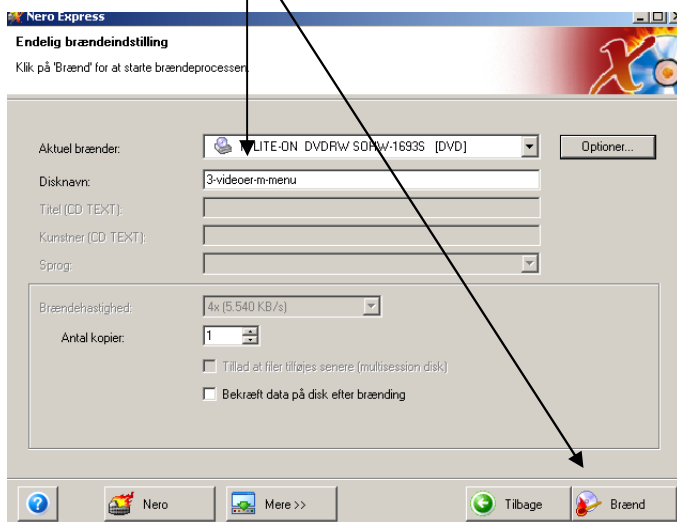 Nero Express
Endelig brændeindstilling
Klik på 'Brænd' for at starte brændeprocessen.
Aktuel brænder:
LITE-ON DVDRW SOHW-1693S [DVD]
Optioner...
Disknavn:
3-videoer-m-menu
Titel (CD TEXT):
Kunstner (CD TEXT):
Sprog:
Brændehastighed:
4x (5.540 KB/s)
Antal kopier:
1
Tillad at filer tilføjes senere (multisession disk)
Bekræft data på disk efter brænding
Nero
Mere >>
Tilbage
Brænd